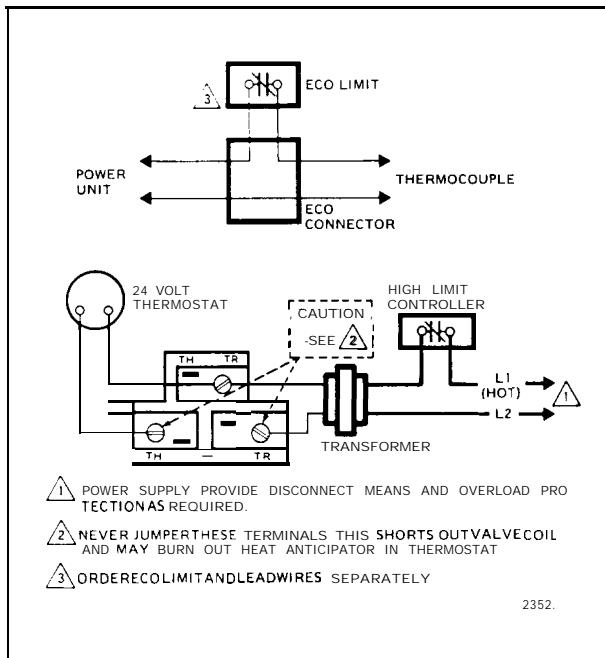 3
ECO LIMIT
POWER
UNIT
THERMOCOUPLE
ECO
CONNECTOR
24 VOLT
THERMOSTAT
CAUTION
-SEE 2
HIGH LIMIT
CONTROLLER
TH TR
L1
(HOT)
1
L2
TRANSFORMER
TH — TR
1 POWER SUPPLY PROVIDE DISCONNECT MEANS AND OVERLOAD PRO
TECTIONAS REQUIRED.
2 NEVER JUMPERTHESE TERMINALS THIS SHORTS OUTVALVECOIL
AND MAY BURN OUT HEAT ANTICIPATOR IN THERMOSTAT
3 ORDERECOLIMITANDLEADWIRES SEPARATELY
2352.